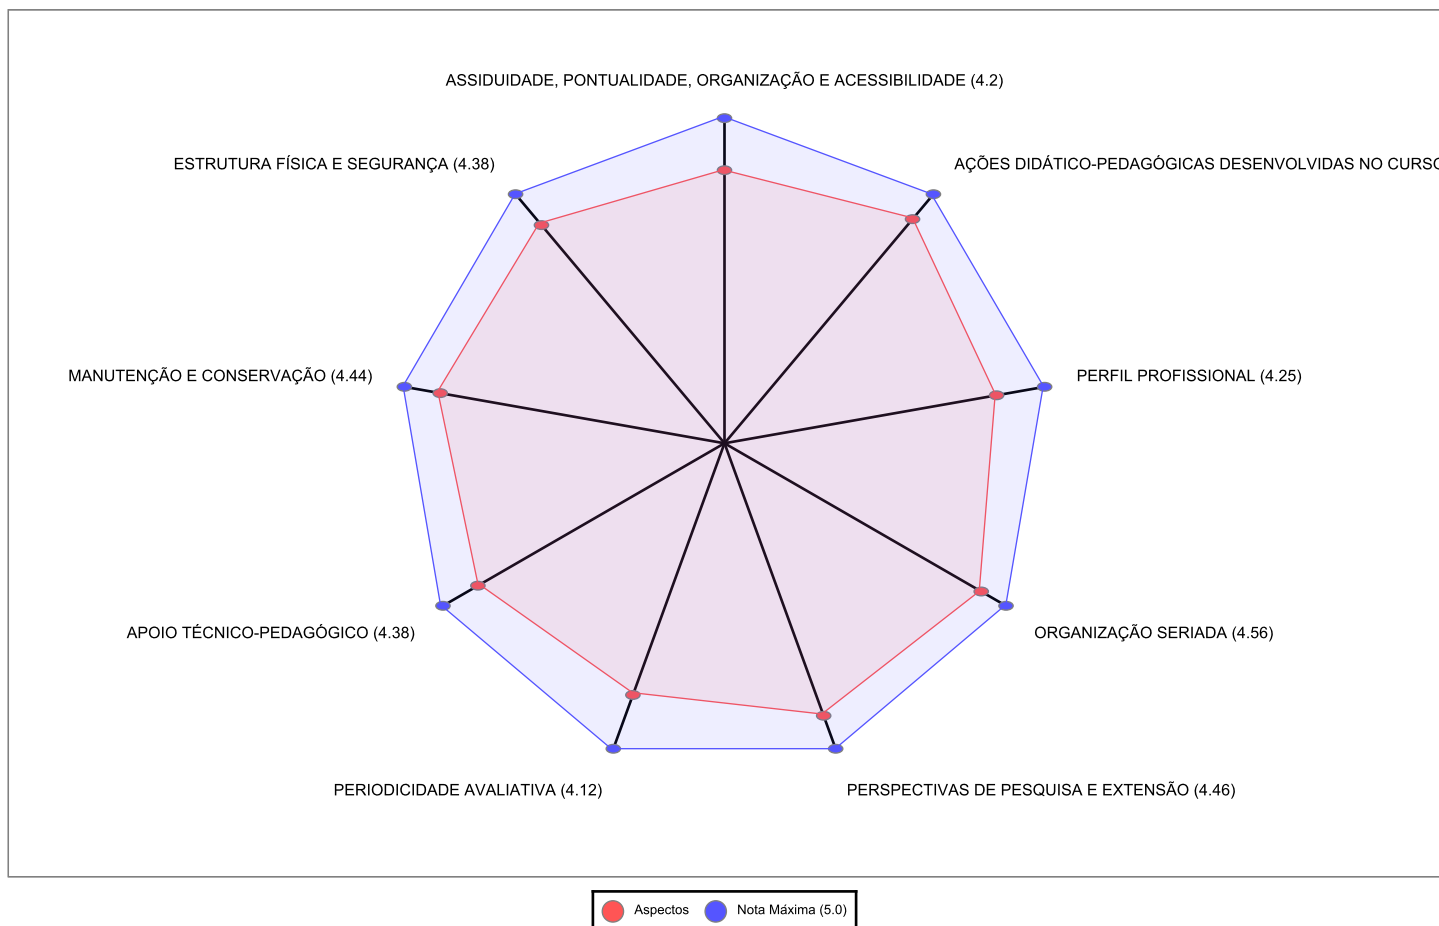 ASSIDUIDADE, PONTUALIDADE, ORGANIZAÇÃO E ACESSIBILIDADE (4.2)
ESTRUTURA FÍSICA E SEGURANÇA (4.38)
AÇÕES DIDÁTICO-PEDAGÓGICAS DESENVOLVIDAS NO CURSO
MANUTENÇÃO E CONSERVAÇÃO (4.44)
PERFIL PROFISSIONAL (4.25)
APOIO TÉCNICO-PEDAGÓGICO (4.38)
ORGANIZAÇÃO SERIADA (4.56)
PERIODICIDADE AVALIATIVA (4.12)
PERSPECTIVAS DE PESQUISA E EXTENSÃO (4.46)
Aspectos
Nota Máxima (5.0)